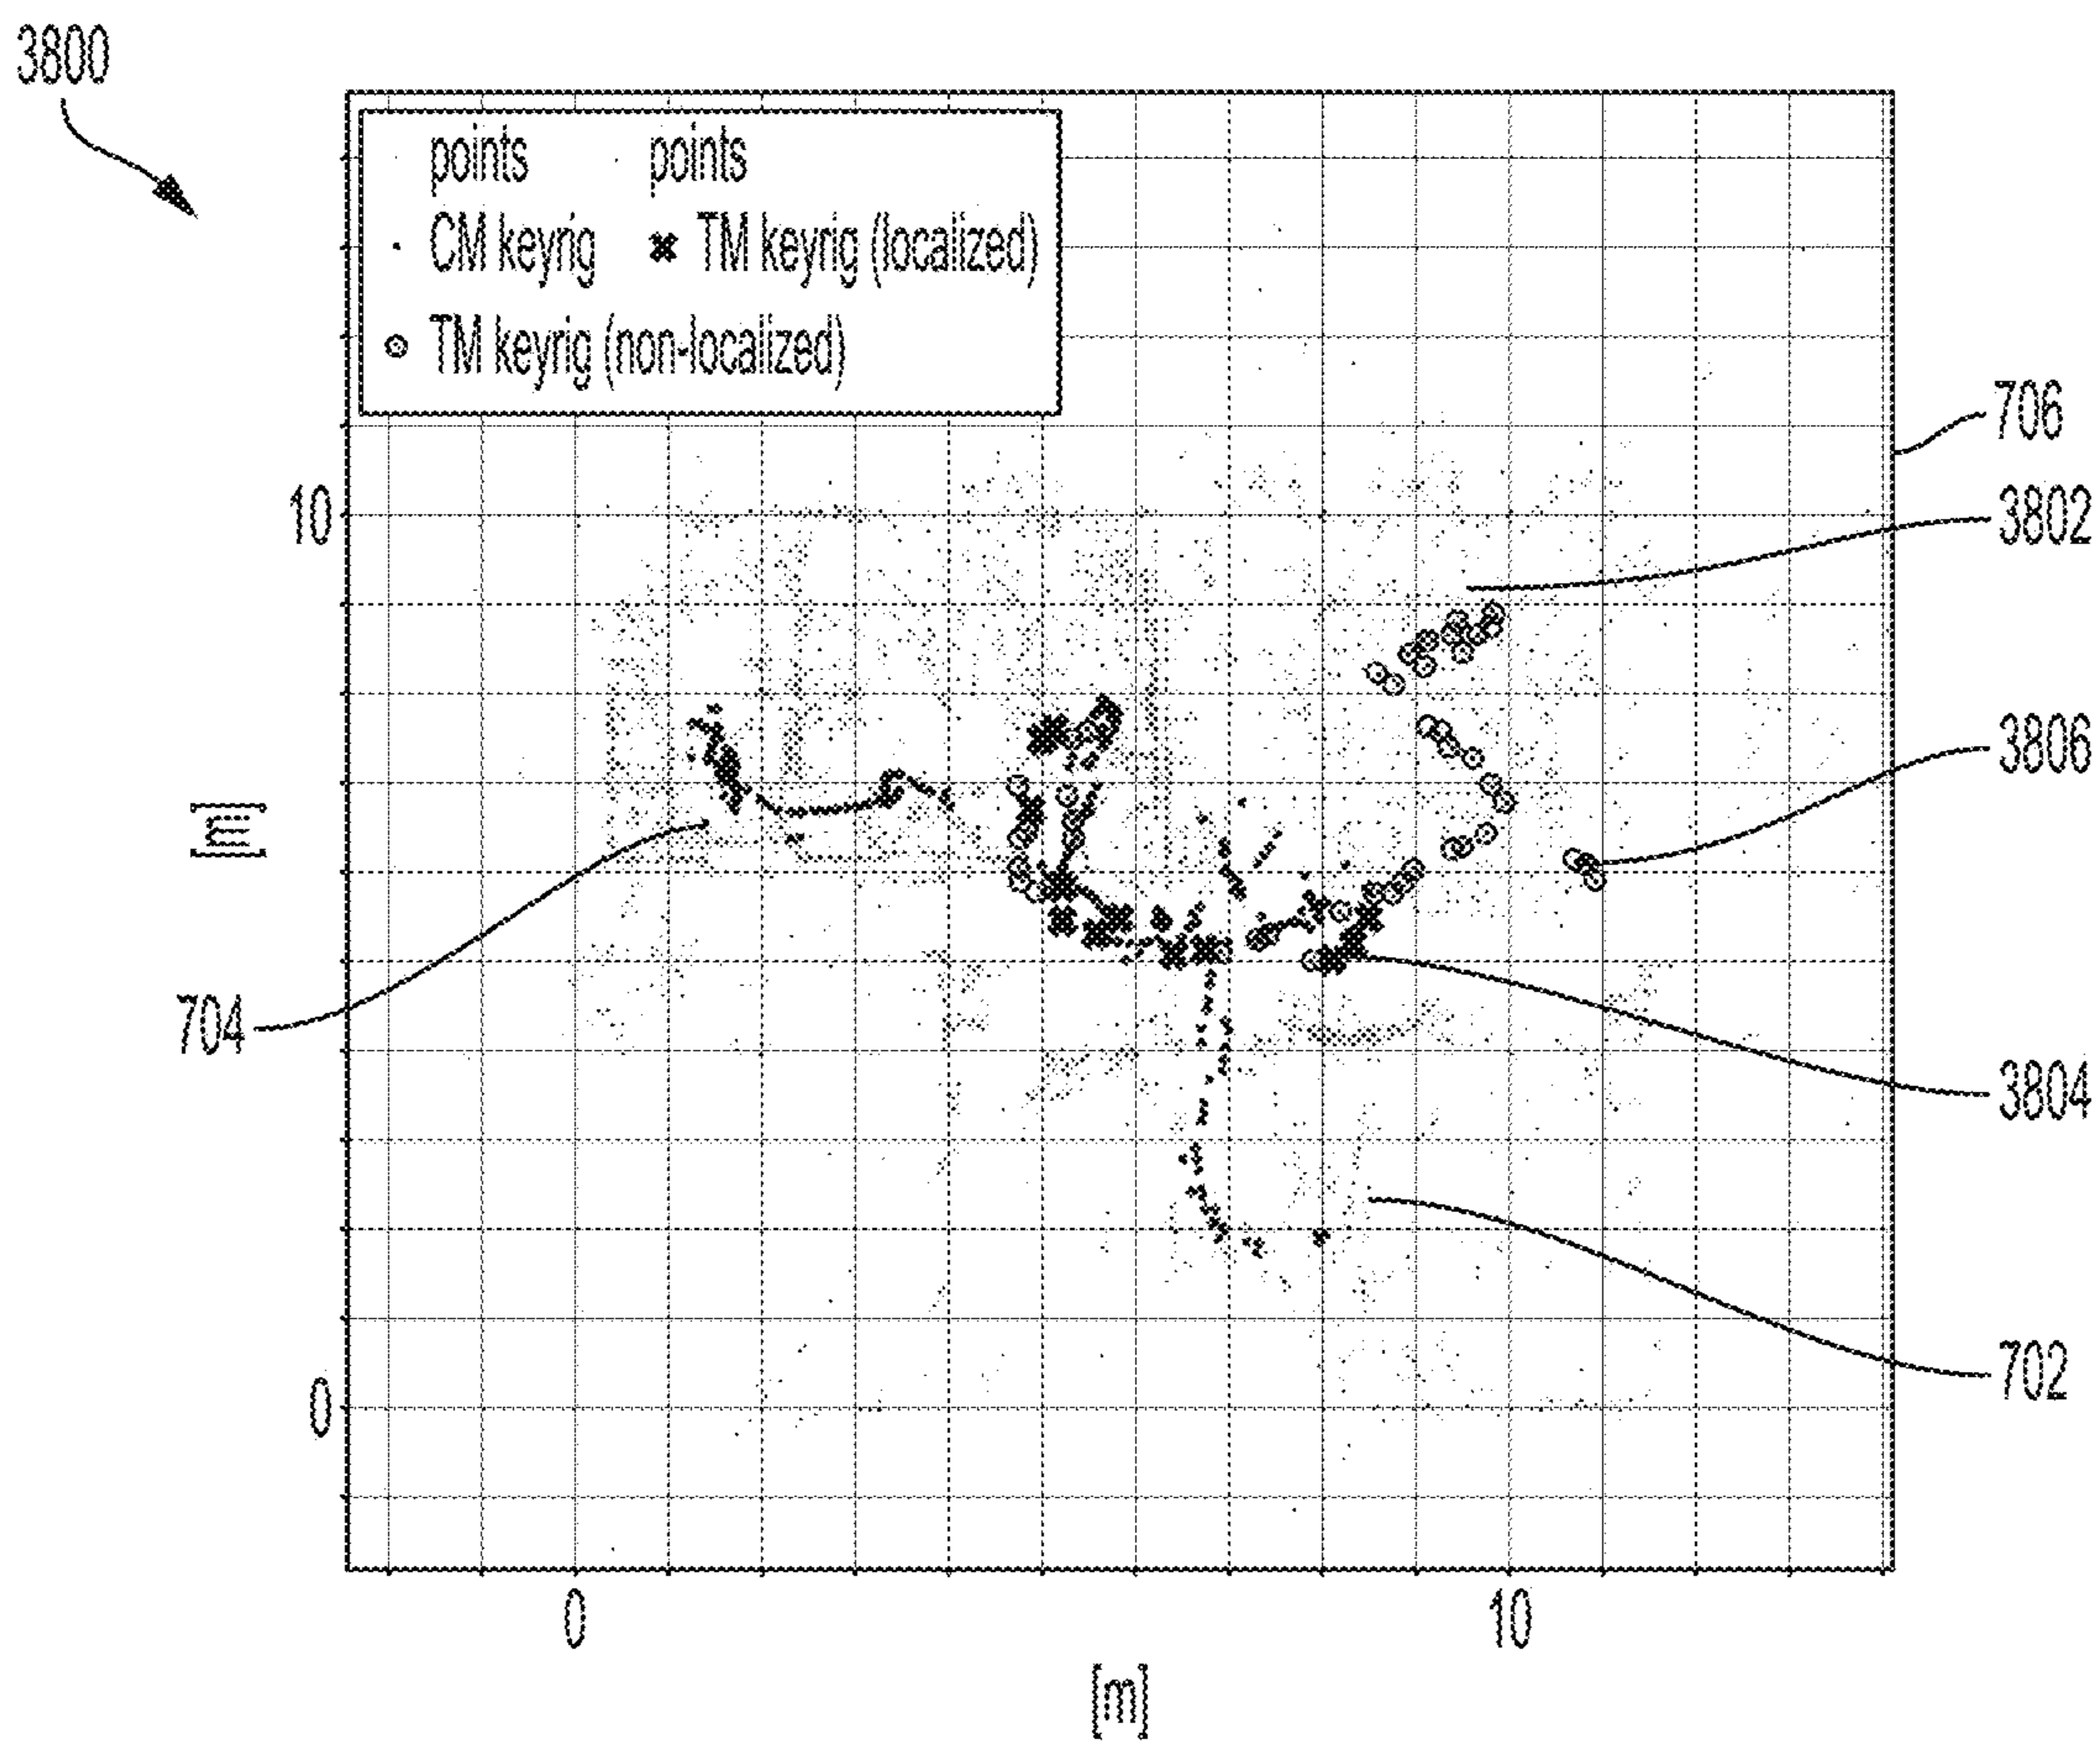 3800
points points
CM keyrig TM keyrig (localized)
TM keyrig (non-localized)
706
10
3802
3806
[m]
704
3804
702
0
0 10
[m]